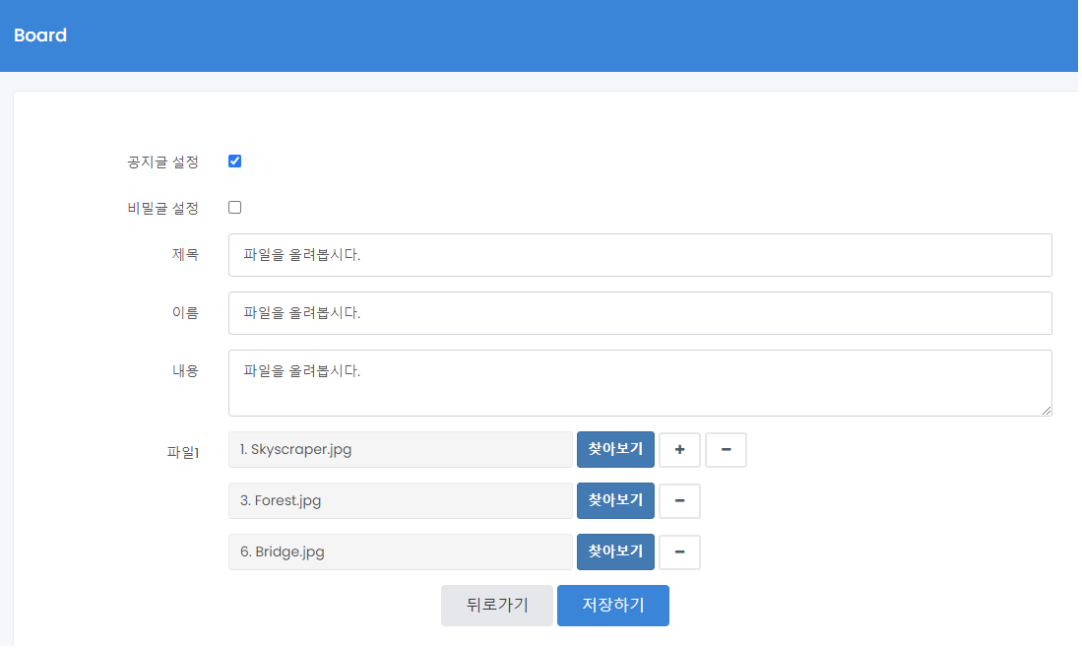 Board
공지글 설정
비밀글 설정
제목 파일을 올려봅시다.
이름 파일을 올려봅시다.
내용 파일을 올려봅시다.
파일1 1. Skyscraper.jpg 찾아보기 + −
3. Forest.jpg 찾아보기 −
6. Bridge.jpg 찾아보기 −
뒤로가기 저장하기